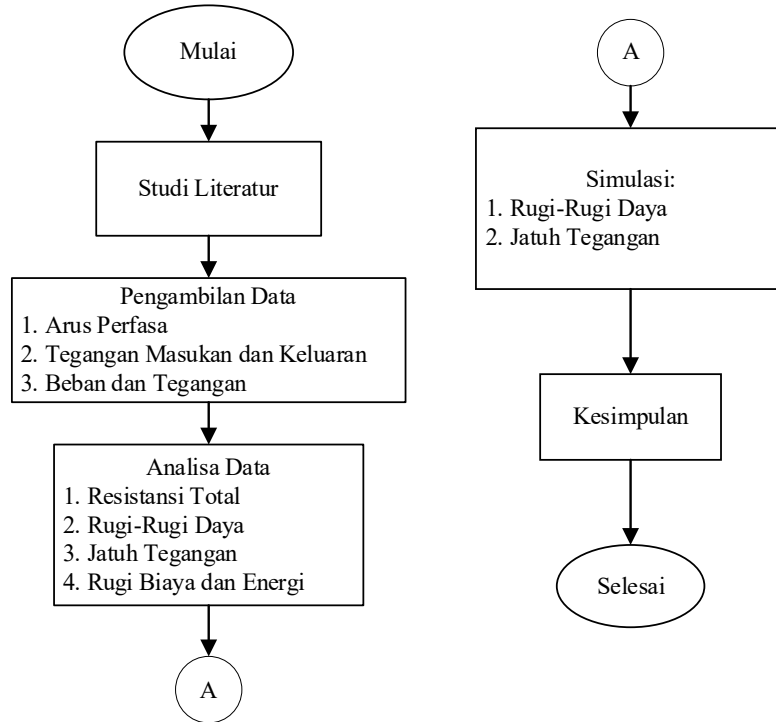 Mulai
Studi Literatur
Pengambilan Data
1. Arus Perfasa
2. Tegangan Masukan dan Keluaran
3. Beban dan Tegangan
Analisa Data
1. Resistansi Total
2. Rugi-Rugi Daya
3. Jatuh Tegangan
4. Rugi Biaya dan Energi
A
A
Simulasi:
1. Rugi-Rugi Daya
2. Jatuh Tegangan
Kesimpulan
Selesai